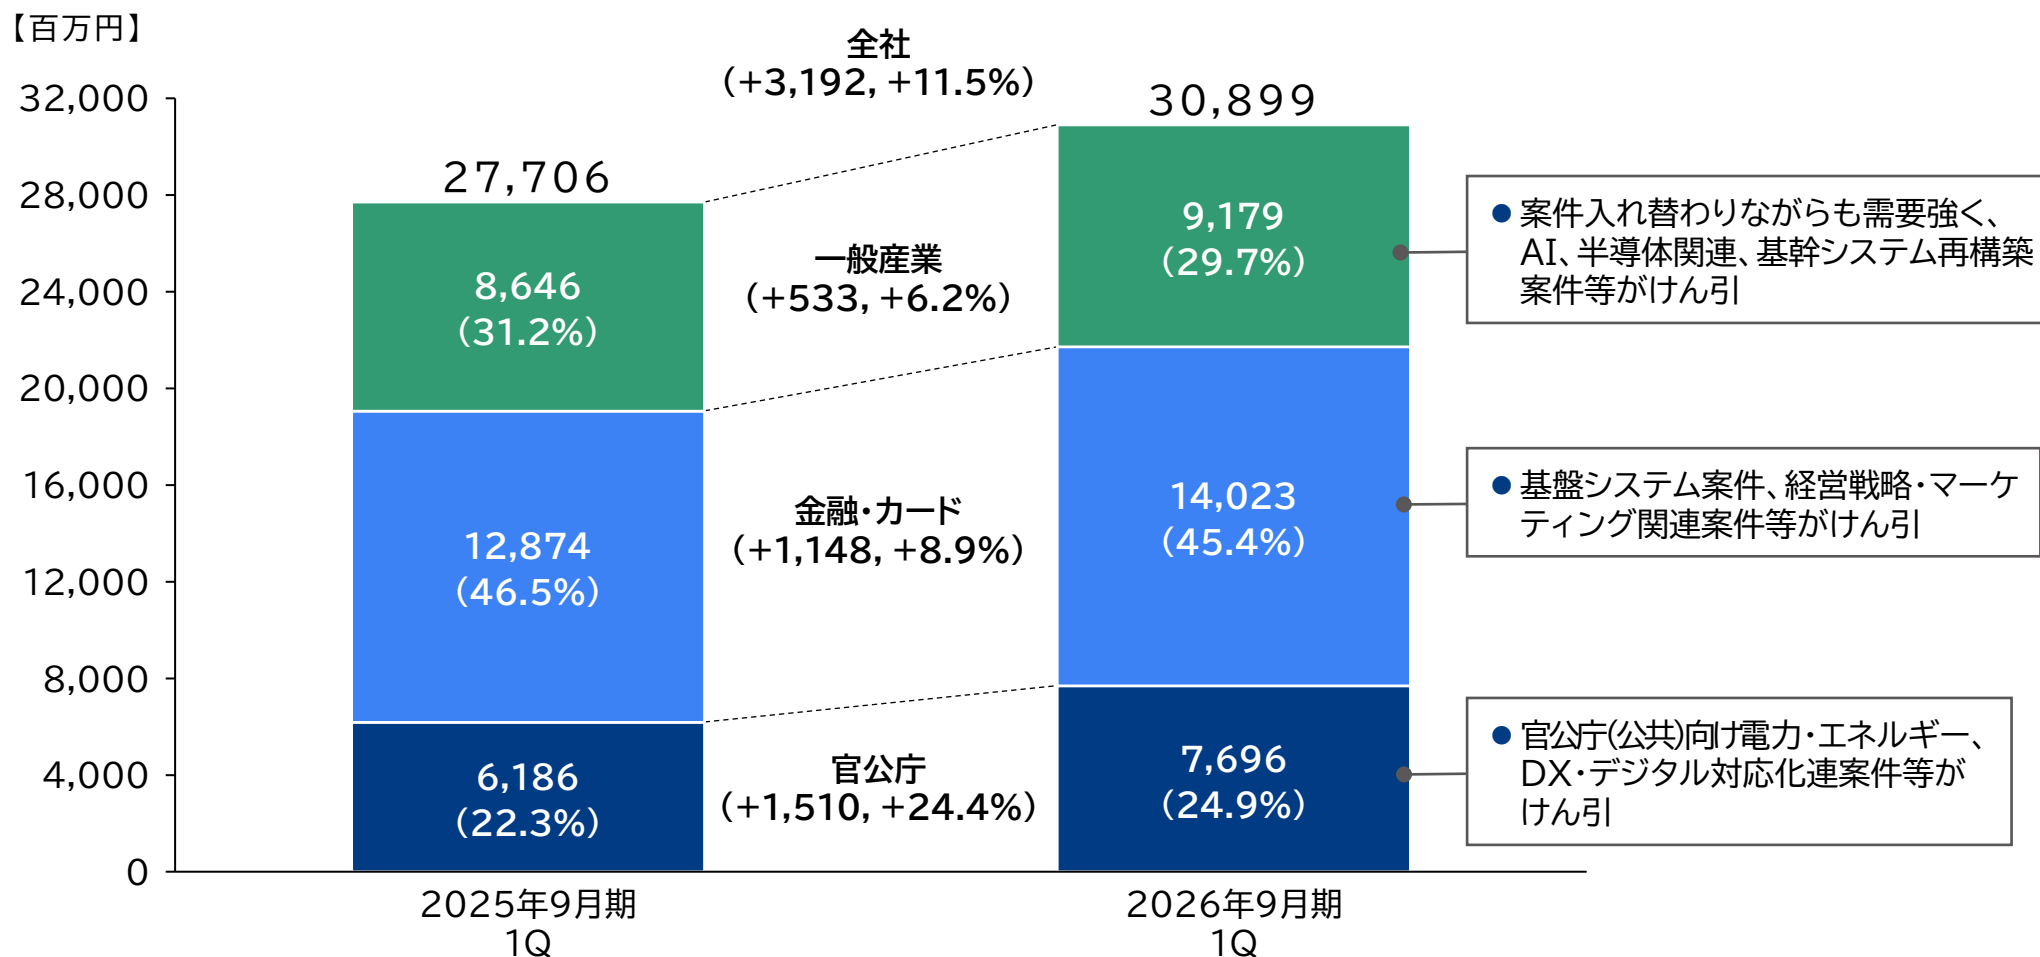 【百万円】
全社
(+3,192, +11.5%)
32,000
28,000
24,000
20,000
16,000
12,000
8,000
4,000
0
27,706
8,646
(31.2%)
12,874
(46.5%)
6,186
(22.3%)
一般産業
(+533, +6.2%)
金融・カード
(+1,148, +8.9%)
官公庁
(+1,510, +24.4%)
30,899
9,179
(29.7%)
14,023
(45.4%)
7,696
(24.9%)
● 案件入れ替わりながらも需要強く、
AI、半導体関連、基幹システム再構築
案件等がけん引
● 基盤システム案件、経営戦略・マーケ
ティング関連案件等がけん引
● 官公庁(公共)向け電力・エネルギー、
DX・デジタル対応化連案件等が
けん引
2025年9月期
1Q
2026年9月期
1Q